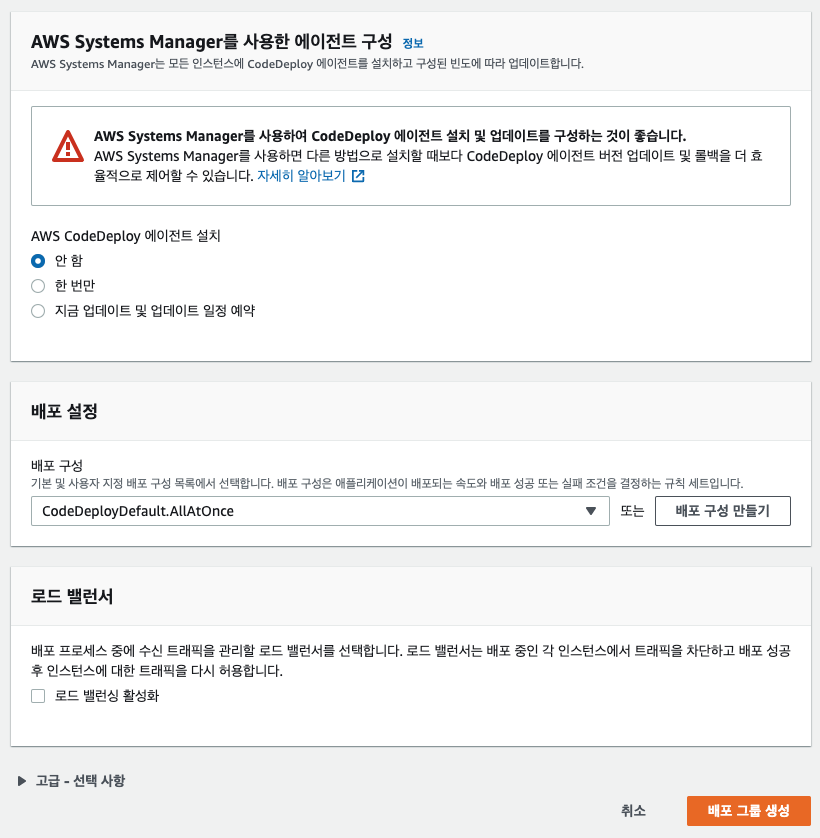 AWS Systems Manager를 사용한 에이전트 구성 정보
AWS Systems Manager는 모든 인스턴스에 CodeDeploy 에이전트를 설치하고 구성된 빈도에 따라 업데이트합니다.
AWS Systems Manager를 사용하여 CodeDeploy 에이전트 설치 및 업데이트를 구성하는 것이 좋습니다.
AWS Systems Manager를 사용하면 다른 방법으로 설치할 때보다 CodeDeploy 에이전트 버전 업데이트 및 롤백을 더 효
율적으로 제어할 수 있습니다. 자세히 알아보기
AWS CodeDeploy 에이전트 설치
안 함
한 번만
지금 업데이트 및 업데이트 일정 예약
배포 설정
배포 구성
기본 및 사용자 지정 배포 구성 목록에서 선택합니다. 배포 구성은 애플리케이션이 배포되는 속도와 배포 성공 또는 실패 조건을 결정하는 규칙 세트입니다.
CodeDeployDefault.AllAtOnce 또는 배포 구성 만들기
로드 밸런서
배포 프로세스 중에 수신 트래픽을 관리할 로드 밸런서를 선택합니다. 로드 밸런서는 배포 중인 각 인스턴스에서 트래픽을 차단하고 배포 성공
후 인스턴스에 대한 트래픽을 다시 허용합니다.
로드 밸런싱 활성화
고급 - 선택 사항
취소 배포 그룹 생성